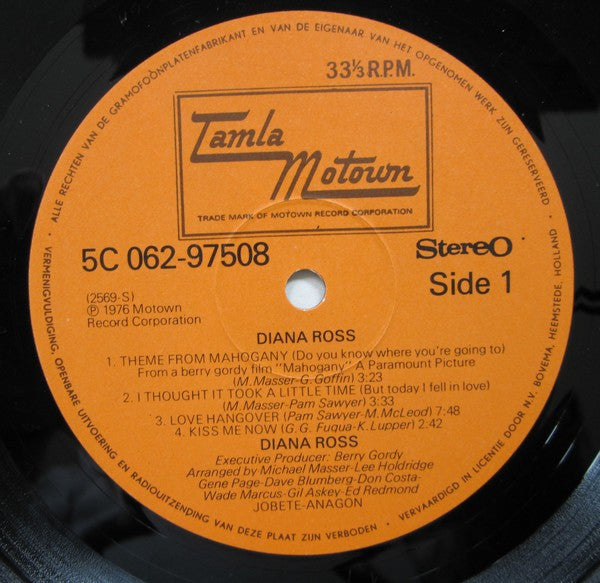 ALLE RECHTEN VAN DE GRAMOFOONPLATENFABRIKANT EN VAN DE EIGENAAR VAN HET OPGENOMEN WERK ZIJN GERESERVEERD
33⅓ R.P.M.
Tamla
Motown
TRADE MARK OF MOTOWN RECORD CORPORATION
5C 062-97508
Stereo
(2569-S)
Side 1
Ⓟ 1976 Motown
Record Corporation
DIANA ROSS
1. THEME FROM MAHOGANY (Do you know where you're going to)
From a berry gordy film "Mahogany" A Paramount Picture
(M. Masser-G. Goffin) 3:23
2. I THOUGHT IT TOOK A LITTLE TIME (But today I fell in love)
(M. Masser-Pam Sawyer) 3:33
3. LOVE HANGOVER (Pam Sawyer-M. McLeod) 7:48
4. KISS ME NOW (G. G. Fuqua-K. Lupper) 2:42
DIANA ROSS
Executive Producer: Berry Gordy
Arranged by Michael Masser-Lee Holdridge
Gene Page-Dave Blumberg-Don Costa-
Wade Marcus-Gil Askey-Ed Redmond
JOBETE-ANAGON
· VERMENIGVULDIGING, OPENBARE UITVOERING EN RADIOUITZENDING VAN DEZE PLAAT ZIJN VERBODEN ·
VERVAARDIGD IN LICENTIE DOOR N.V. BOVEMA, HEEMSTEDE, HOLLAND ·